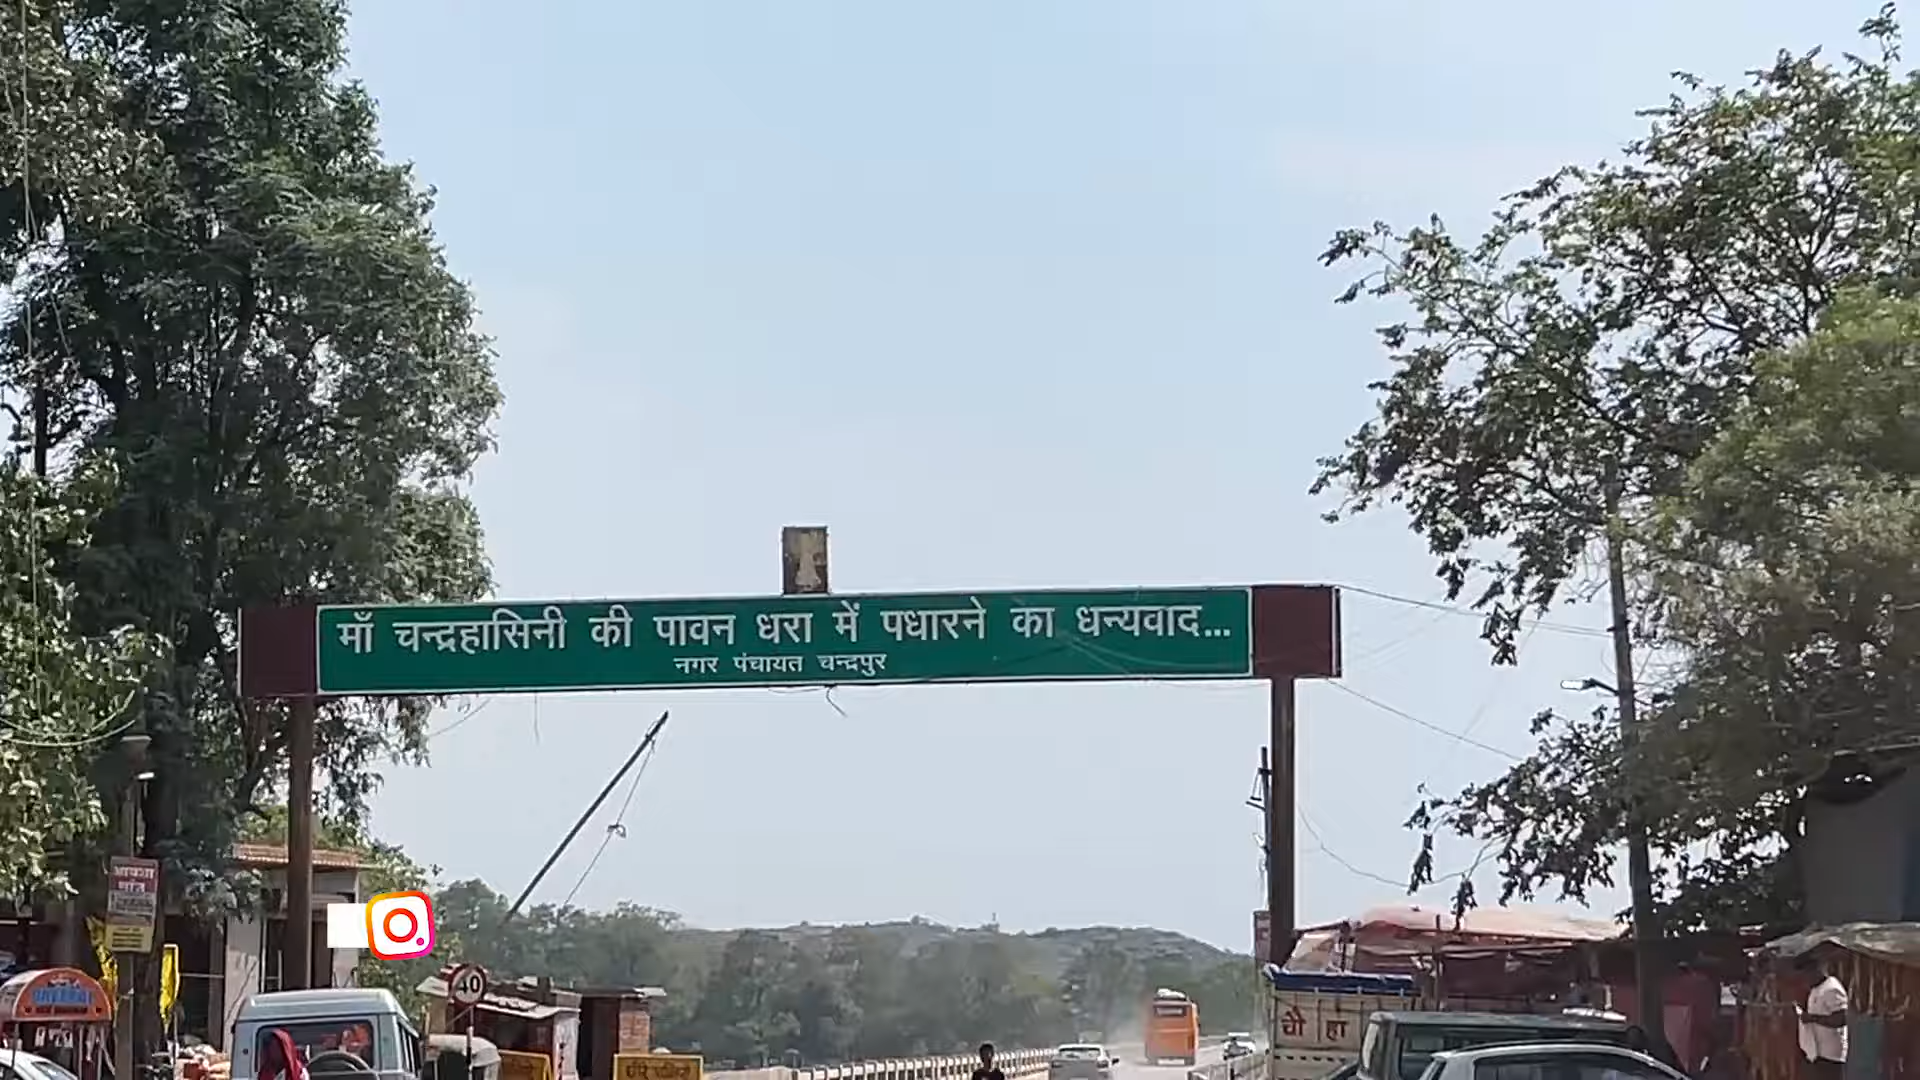 माँ चन्द्रहासिनी की पावन धरा में पधारने का धन्यवाद...
नगर पंचायत चन्द्रपुर
40
चौ हा